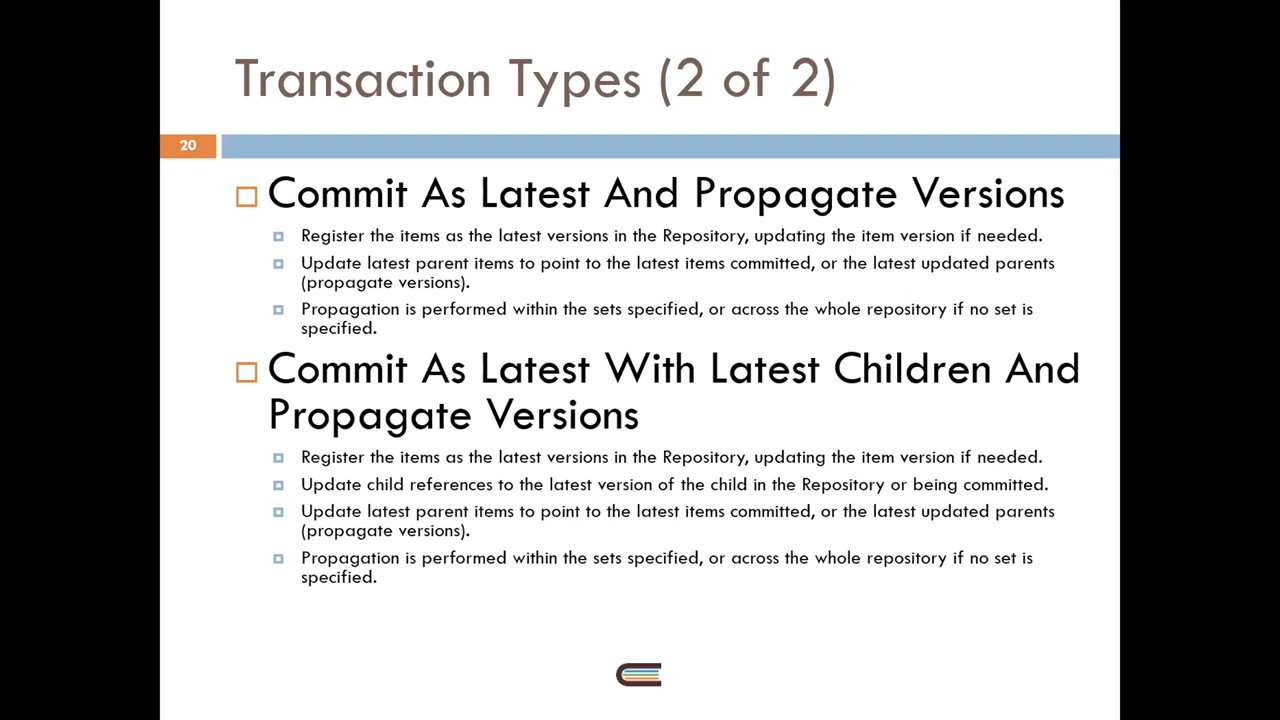 Transaction Types (2 of 2)
20
Commit As Latest And Propagate Versions
Register the items as the latest versions in the Repository, updating the item version if needed.
Update latest parent items to point to the latest items committed, or the latest updated parents
(propagate versions).
Propagation is performed within the sets specified, or across the whole repository if no set is
specified.
Commit As Latest With Latest Children And
Propagate Versions
Register the items as the latest versions in the Repository, updating the item version if needed.
Update child references to the latest version of the child in the Repository or being committed.
Update latest parent items to point to the latest items committed, or the latest updated parents
(propagate versions).
Propagation is performed within the sets specified, or across the whole repository if no set is
specified.